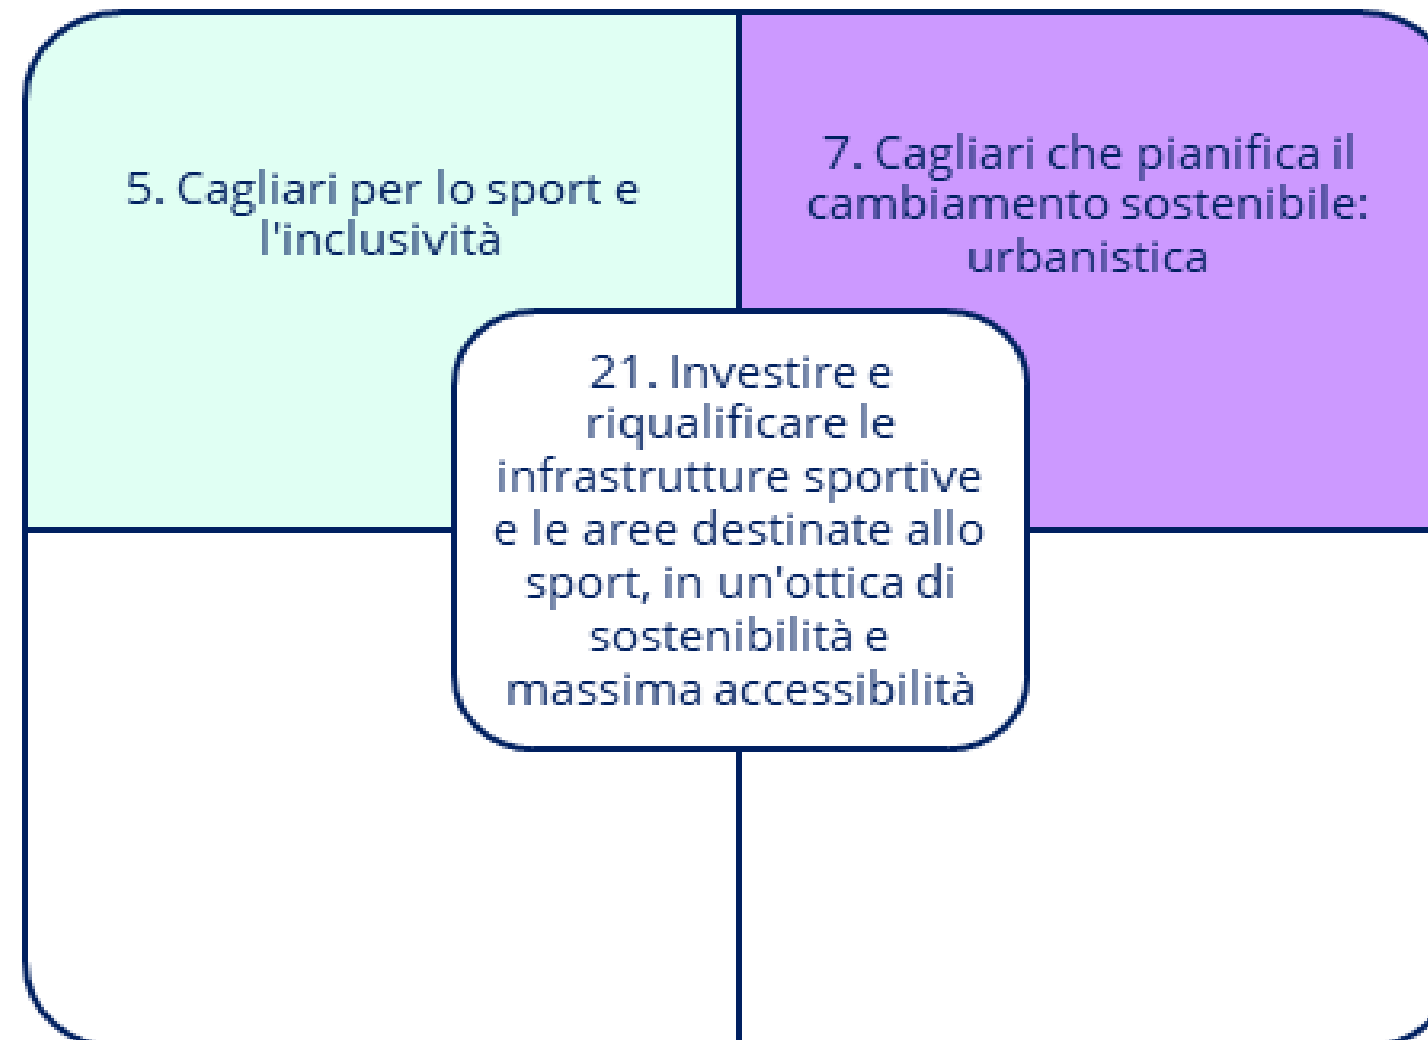 5. Cagliari per lo sport e
l'inclusività
7. Cagliari che pianifica il
cambiamento sostenibile:
urbanistica
21. Investire e
riqualificare le
infrastrutture sportive
e le aree destinate allo
sport, in un'ottica di
sostenibilità e
massima accessibilità